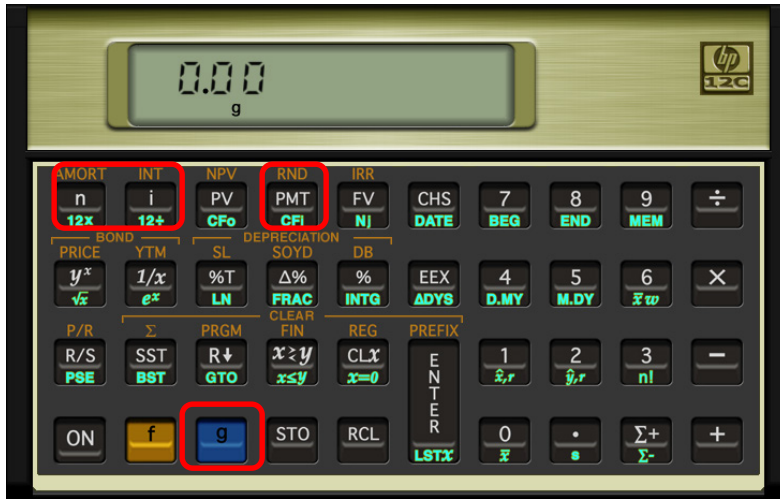 0.00
g
hp
12C
AMORT INT NPV RND IRR
n i PV PMT FV CHS 7 8 9 ÷
12X 12÷ CFo CFj Nj DATE BEG END MEM
BOND DEPRECIATION
PRICE YTM SL SOYD DB
yˣ 1/x %T Δ% % EEX 4 5 6 ×
√x eˣ LN FRAC INTG ΔDYS D.MY M.DY x̄w
CLEAR
P/R Σ PRGM FIN REG PREFIX
R/S SST R↓ x≷y CLx ENTER 1 2 3 −
PSE BST GTO x≤y x=0 x̂,r ŷ,r n!
ON f g STO RCL 0 · Σ+ +
LSTX x̄ s Σ-